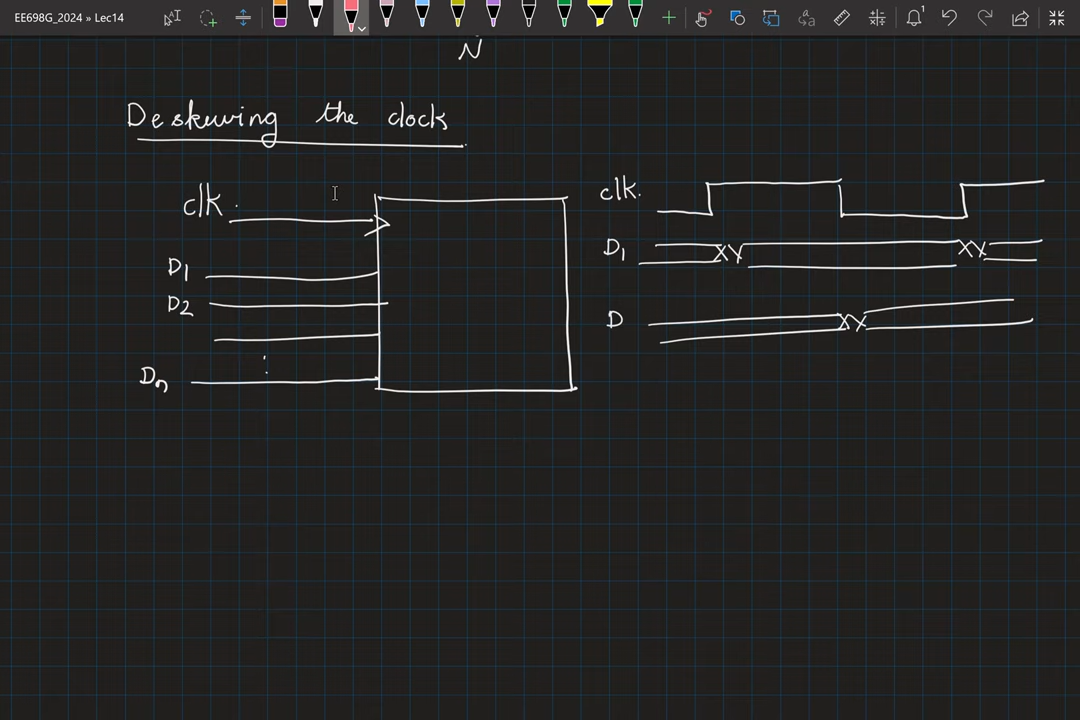 EE698G_2024 » Lec14
N
Deskewing the clock
clk.
D1
D2
:
Dn
clk.
D1
D